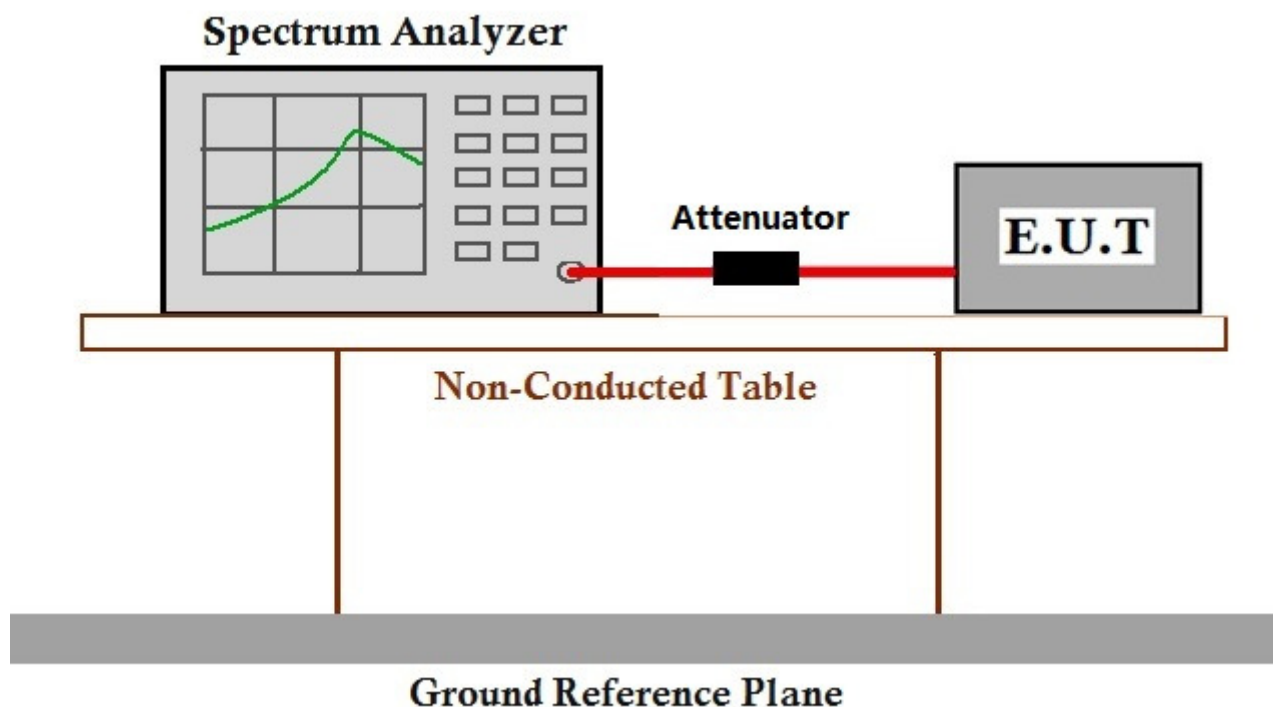 Spectrum Analyzer
Attenuator
E.U.T
Non-Conducted Table
Ground Reference Plane